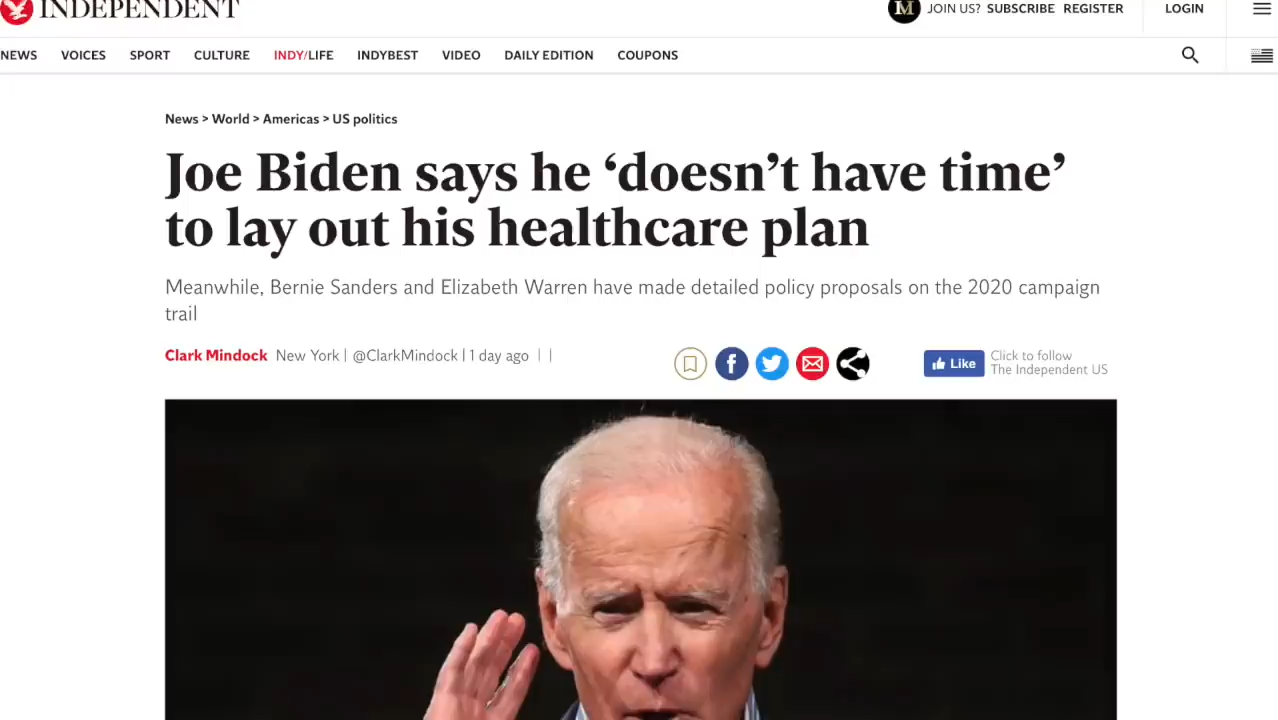 INDEPENDENT
JOIN US? SUBSCRIBE REGISTER LOGIN
NEWS VOICES SPORT CULTURE INDY/LIFE INDYBEST VIDEO DAILY EDITION COUPONS
News > World > Americas > US politics
Joe Biden says he ‘doesn’t have time’
to lay out his healthcare plan
Meanwhile, Bernie Sanders and Elizabeth Warren have made detailed policy proposals on the 2020 campaign
trail
Clark Mindock New York | @ClarkMindock | 1 day ago | |
Like
Click to follow
The Independent US